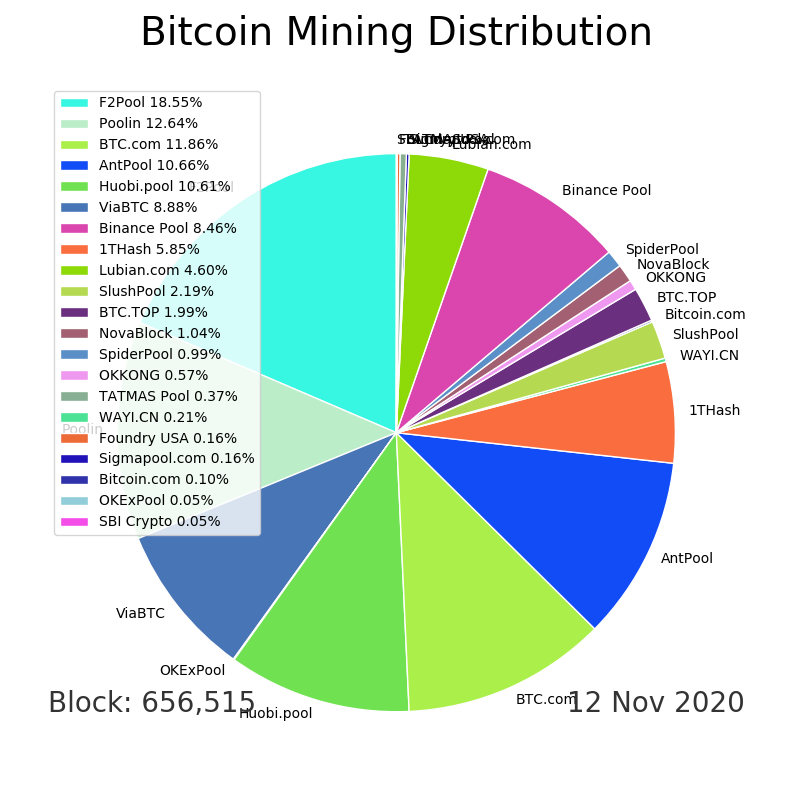 Bitcoin Mining Distribution
F2Pool 18.55%
Poolin 12.64%
BTC.com 11.86%
AntPool 10.66%
Huobi.pool 10.61%
ViaBTC 8.88%
Binance Pool 8.46%
1THash 5.85%
Lubian.com 4.60%
SlushPool 2.19%
BTC.TOP 1.99%
NovaBlock 1.04%
SpiderPool 0.99%
OKKONG 0.57%
TATMAS Pool 0.37%
WAYI.CN 0.21%
Foundry USA 0.16%
Sigmapool.com 0.16%
Bitcoin.com 0.10%
OKExPool 0.05%
SBI Crypto 0.05%
Lubian.com
Binance Pool
SpiderPool
NovaBlock
OKKONG
BTC.TOP
Bitcoin.com
SlushPool
WAYI.CN
1THash
AntPool
BTC.com
Huobi.pool
OKExPool
ViaBTC
Poolin
Block: 656,515
12 Nov 2020